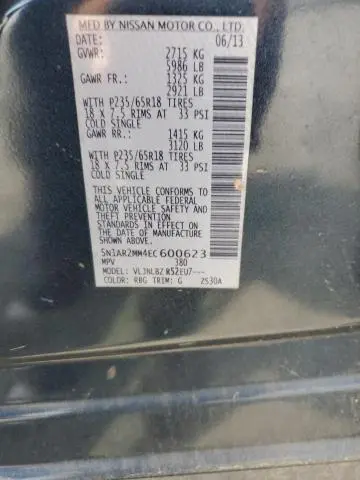 MFD BY NISSAN MOTOR CO., LTD.
DATE: 06/13
GVWR: 2715 KG
5986 LB
GAWR FR.: 1325 KG
2921 LB
WITH P235/65R18 TIRES
18 X 7.5 RIMS AT 33 PSI
COLD SINGLE
GAWR RR.: 1415 KG
3120 LB
WITH P235/65R18 TIRES
18 X 7.5 RIMS AT 33 PSI
COLD SINGLE
THIS VEHICLE CONFORMS TO
ALL APPLICABLE FEDERAL
MOTOR VEHICLE SAFETY AND
THEFT PREVENTION
STANDARDS IN EFFECT ON THE
DATE OF MANUFACTURE
SHOWN ABOVE.
5N1AR2MM4EC600623
MPV 380
MODEL: VLJNLBZ R52EU7---
COLOR: RBG TRIM: G ZS30A